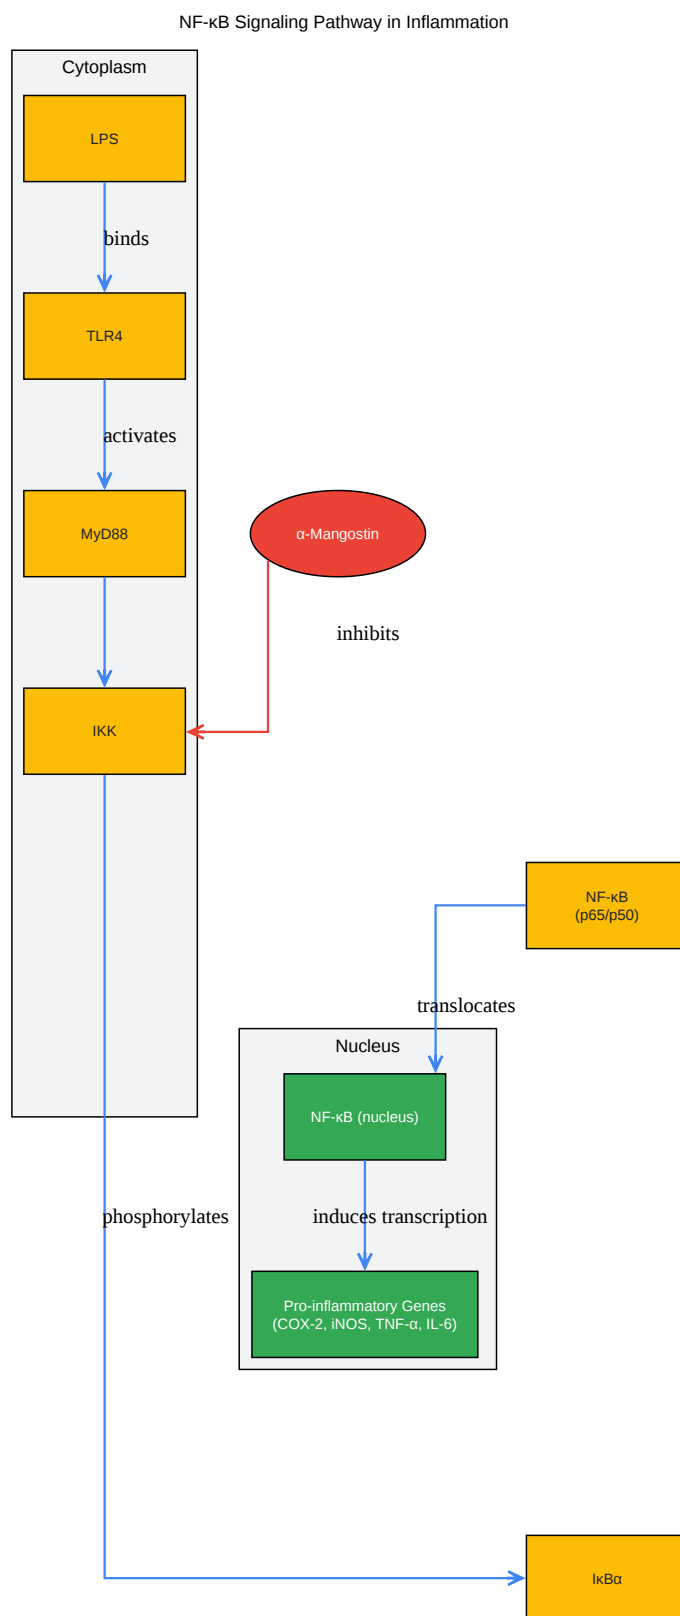 NF-κB Signaling Pathway in Inflammation
Cytoplasm
LPS
binds
TLR4
activates
MyD88
α-Mangostin
inhibits
IKK
NF-κB
(p65/p50)
translocates
Nucleus
NF-κB (nucleus)
phosphorylates
induces transcription
Pro-inflammatory Genes
(COX-2, iNOS, TNF-α, IL-6)
IκBα